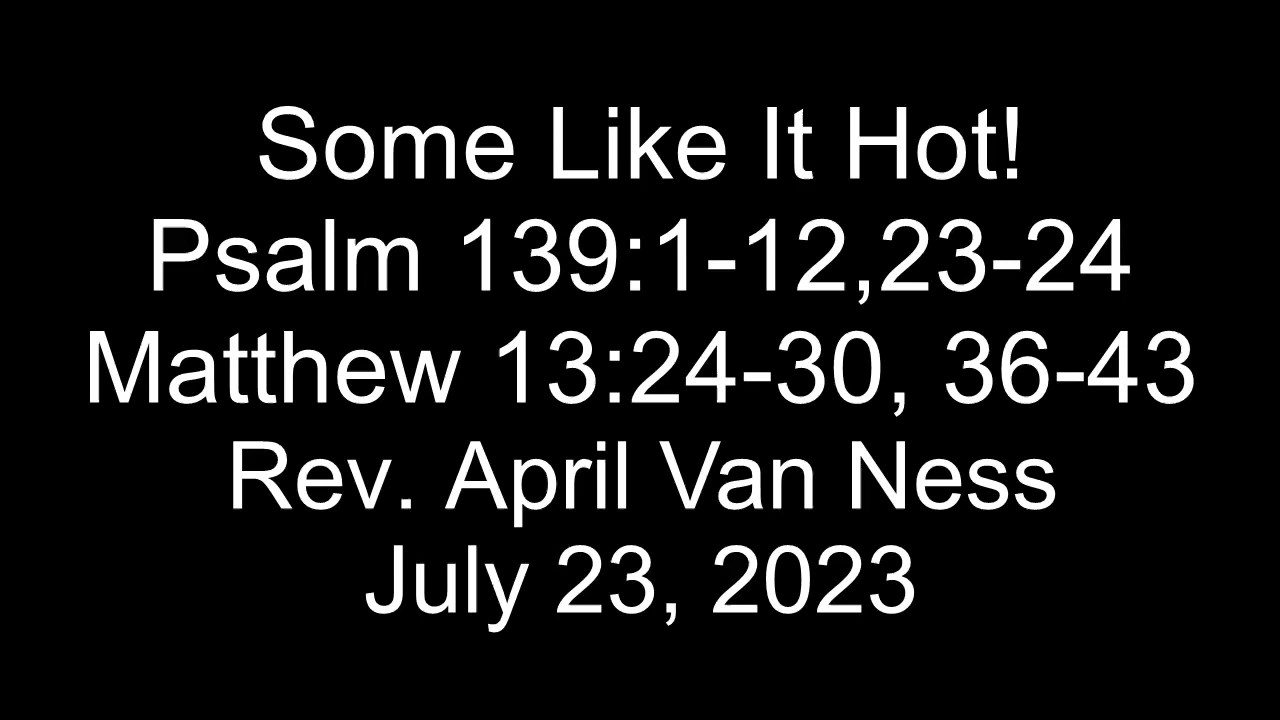 Some Like It Hot!
Psalm 139:1-12,23-24
Matthew 13:24-30, 36-43
Rev. April Van Ness
July 23, 2023